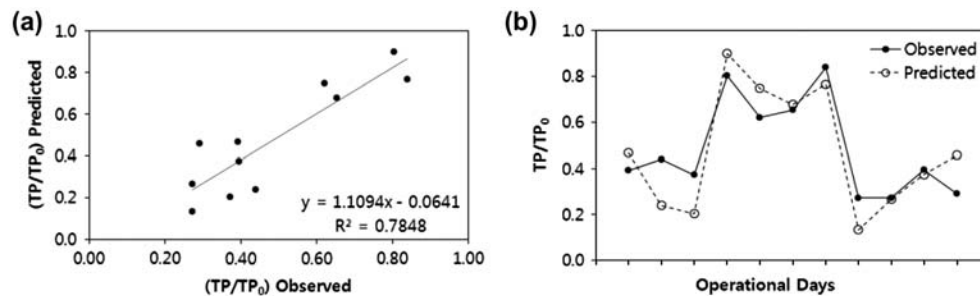 (a)
1.0
0.8
0.6
0.4
0.2
0.0
(TP/TP₀) Predicted
y = 1.1094x - 0.0641
R² = 0.7848
0.00 0.20 0.40 0.60 0.80 1.00
(TP/TP₀) Observed
(b)
1.0
0.8
0.6
0.4
0.2
0.0
TP/TP₀
Observed
Predicted
Operational Days